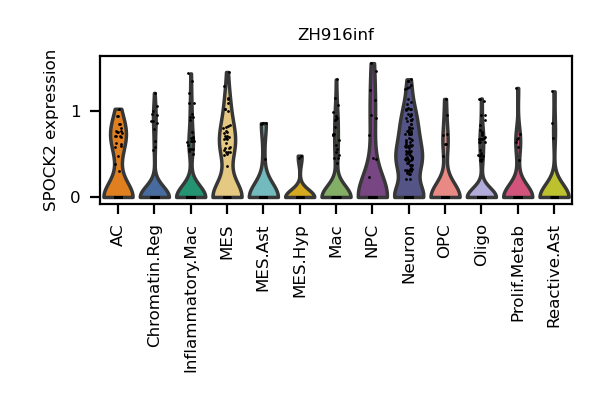 ZH916inf
SPOCK2 expression
1
0
AC
Chromatin.Reg
Inflammatory.Mac
MES
MES.Ast
MES.Hyp
Mac
NPC
Neuron
OPC
Oligo
Prolif.Metab
Reactive.Ast